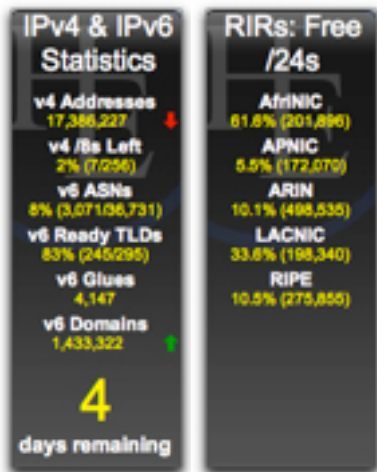 IPv4 & IPv6
Statistics
v4 Addresses
17,386,227
v4 /8s Left
2% (7/256)
v6 ASNs
8% (3,071/36,731)
v6 Ready TLDs
83% (245/295)
v6 Glues
4,147
v6 Domains
1,433,322
4
days remaining
RIRs: Free
/24s
AfriNIC
61.6% (201,896)
APNIC
5.5% (172,070)
ARIN
10.1% (498,535)
LACNIC
33.6% (198,340)
RIPE
10.5% (275,855)